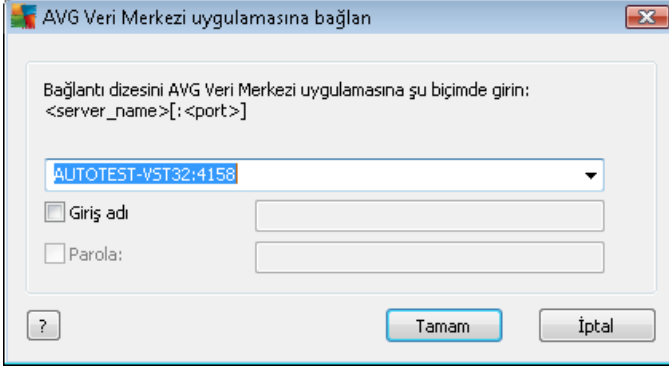 AVG Veri Merkezi uygulamasına bağlan
Bağlantı dizesini AVG Veri Merkezi uygulamasına şu biçimde girin:
<server_name>[:<port>]
AUTOTEST-VST32:4158
Giriş adı
Parola:
?
Tamam
İptal